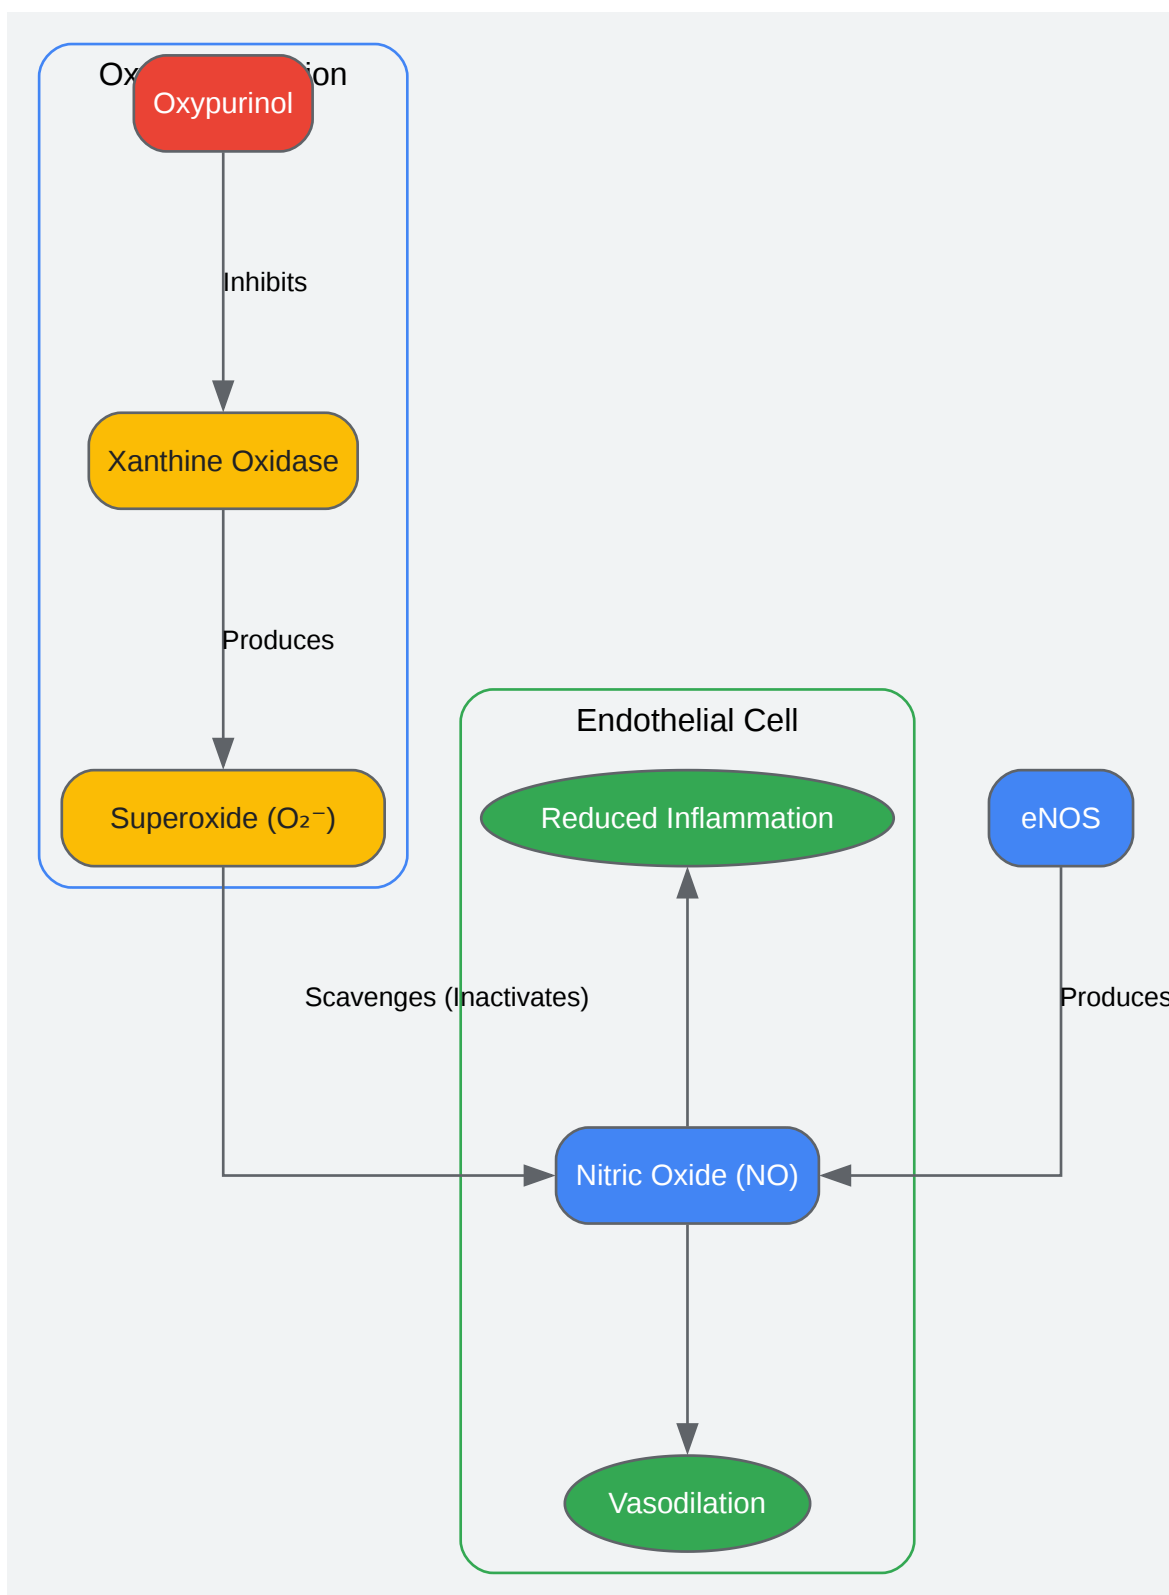 Oxypurinol
Inhibits
Xanthine Oxidase
Produces
Superoxide (O₂⁻)
Endothelial Cell
Reduced Inflammation
eNOS
Scavenges (Inactivates)
Produces
Nitric Oxide (NO)
Vasodilation